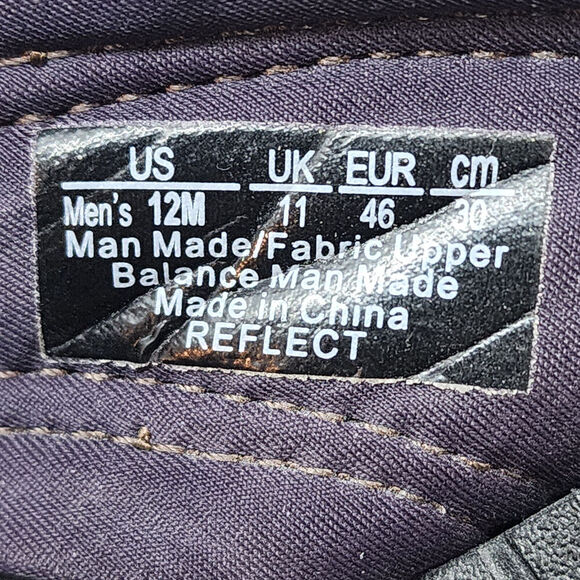 US UK EUR cm
Men's 12M 11 46 30
Man Made/Fabric Upper
Balance Man Made
Made in China
REFLECT